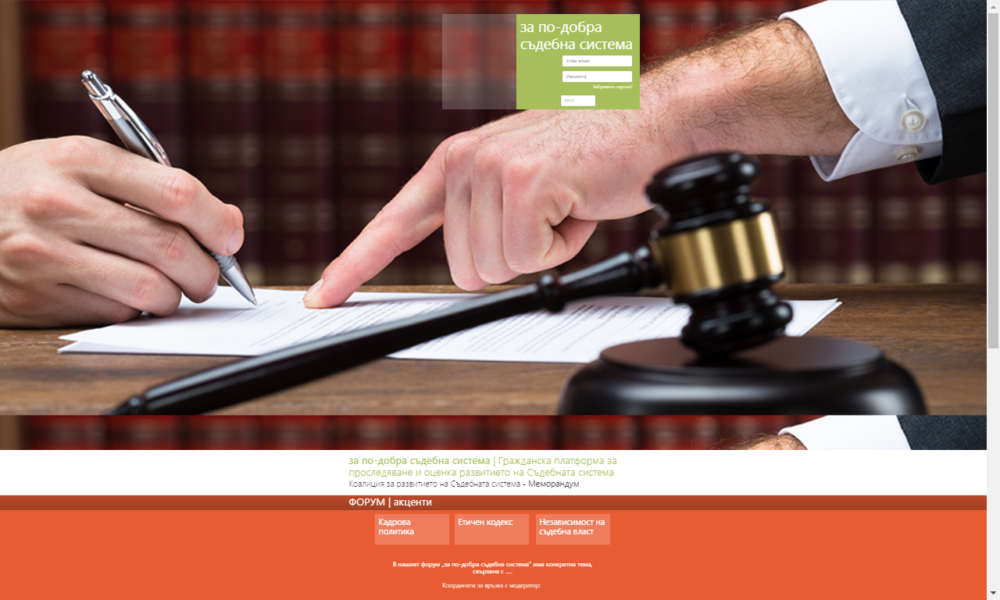 за по-добра
съдебна система
Enter email
Password
Забравена парола?
вход
за по-добра съдебна система | Гражданска платформа за
проследяване и оценка развитието на Съдебната система
Коалиция за развитието на Съдебната система - Меморандум
ФОРУМ | акценти
Кадрова
политика
Етичен кодекс
Независимост на
съдебна власт
В нашият форум „за по-добра съдебна система" има конкретна тема,
свързана с .....
Координати за връзка с модератор: